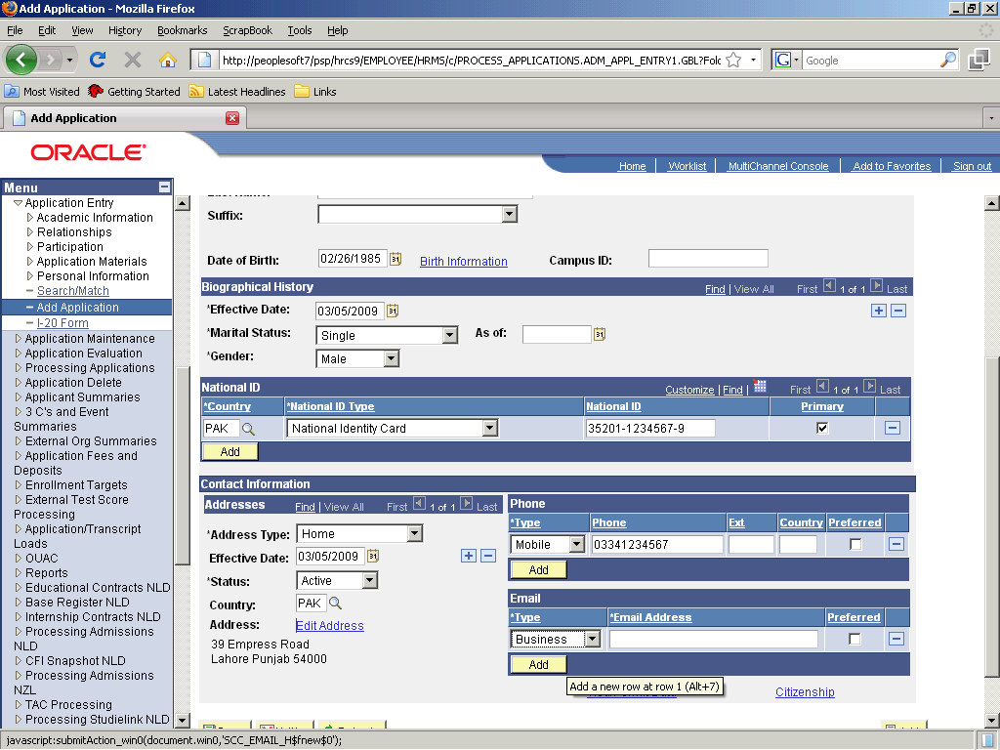 Add Application - Mozilla Firefox
File Edit View History Bookmarks ScrapBook Tools Help
http://peoplesoft7/psp/hrcs9/EMPLOYEE/HRMS/c/PROCESS_APPLICATIONS.ADM_APPL_ENTRY1.GBL?Fold
Google
Most Visited Getting Started Latest Headlines Links
Add Application
ORACLE
Home Worklist MultiChannel Console Add to Favorites Sign out
Menu
Application Entry
Academic Information
Relationships
Participation
Application Materials
Personal Information
Search/Match
Add Application
I-20 Form
Application Maintenance
Application Evaluation
Processing Applications
Application Delete
Applicant Summaries
3 C's and Event
Summaries
External Org Summaries
Application Fees and
Deposits
Enrollment Targets
External Test Score
Processing
Application/Transcript
Loads
OUAC
Reports
Educational Contracts NLD
Base Register NLD
Internship Contracts NLD
Processing Admissions
NLD
CFI Snapshot NLD
Processing Admissions
NZL
TAC Processing
Processing Studielink NLD
Suffix:
Date of Birth: 02/26/1985 Birth Information Campus ID:
Biographical History Find | View All First 1 of 1 Last
*Effective Date: 03/05/2009
*Marital Status: Single As of:
*Gender: Male
National ID Customize | Find | First 1 of 1 Last
*Country *National ID Type National ID Primary
PAK National Identity Card 35201-1234567-9
Add
Contact Information
Addresses Find | View All First 1 of 1 Last
*Address Type: Home
Effective Date: 03/05/2009
*Status: Active
Country: PAK
Address: Edit Address
39 Empress Road
Lahore Punjab 54000
Phone
*Type Phone Ext Country Preferred
Mobile 03341234567
Add
Email
*Type *Email Address Preferred
Business
Add
Add a new row at row 1 (Alt+7)
Citizenship
javascript:submitAction_win0(document.win0,'SCC_EMAIL_H$fnew$0');